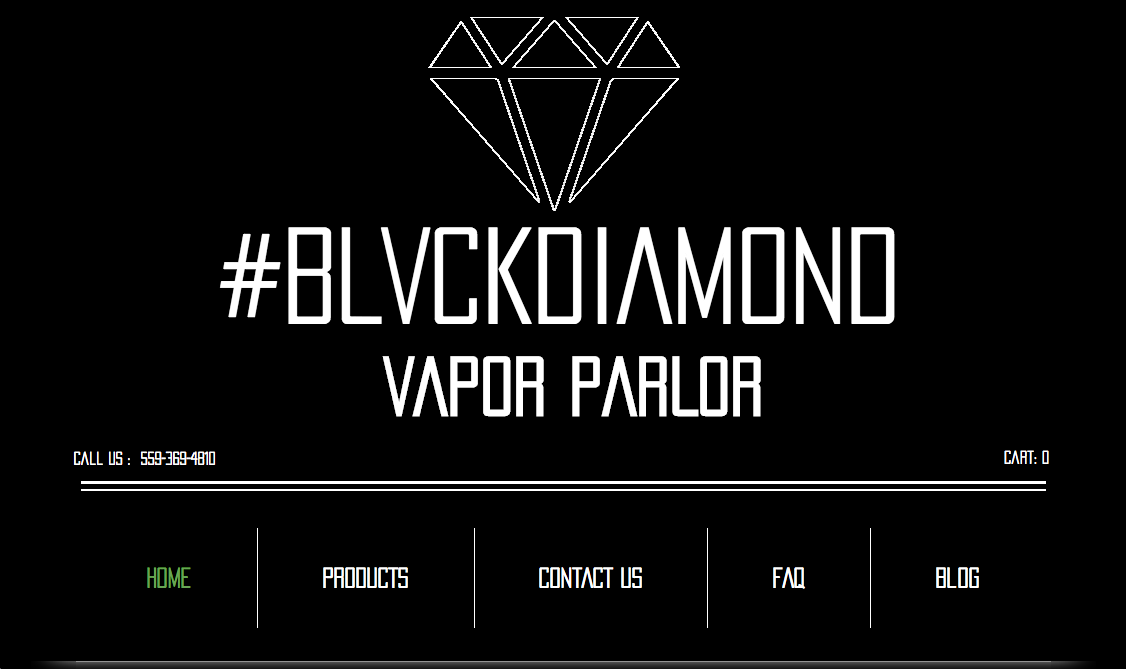 #BLVCKDIAMOND
VAPOR PARLOR
CALL US : 559-369-4810
CART: 0
HOME
PRODUCTS
CONTACT US
FAQ
BLOG